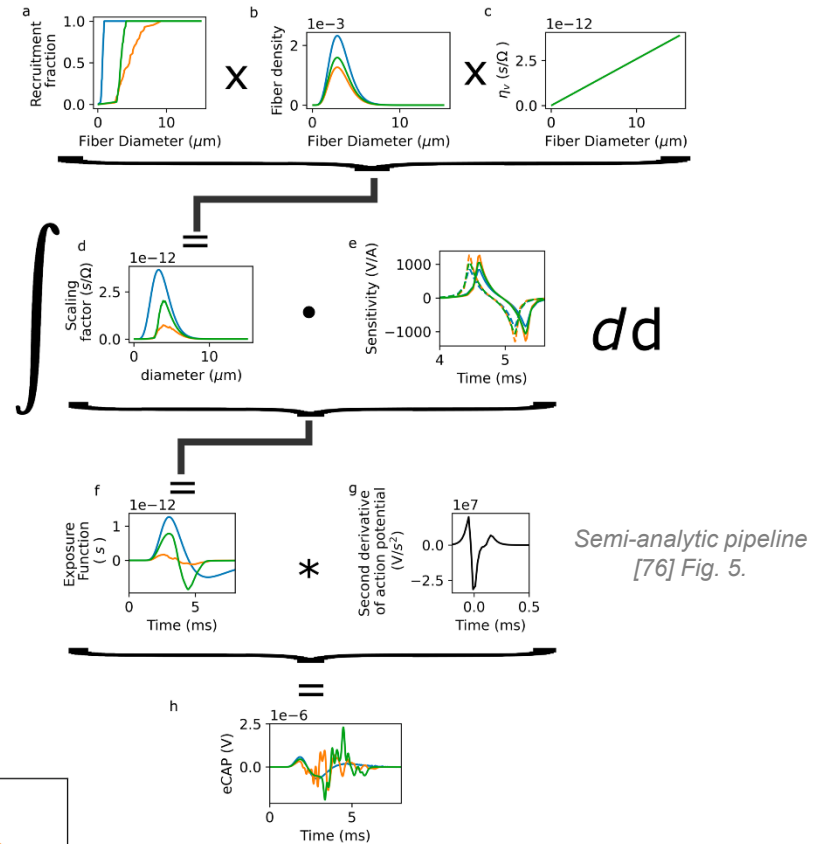 a
Recruitment
fraction
1.0
0.5
0.0
0
10
Fiber Diameter (μm)
x
b
1e−3
Fiber density
2
0
0
10
Fiber Diameter (μm)
x
c
1e−12
ηv (s/Ω)
2.5
0.0
0
10
Fiber Diameter (μm)
=
∫
d
1e−12
Scaling
factor (s/Ω)
2.5
0.0
0
10
diameter (μm)
•
e
Sensitivity (V/A)
1000
0
−1000
4
5
Time (ms)
dd
=
f
1e−12
Exposure
Function
( s )
1
0
0
5
Time (ms)
*
g
1e7
Second derivative
of action potential
(V/s²)
0.0
−2.5
0.0
0.5
Time (ms)
Semi-analytic pipeline
[76] Fig. 5.
=
h
1e−6
eCAP (V)
2.5
0.0
0
5
Time (ms)